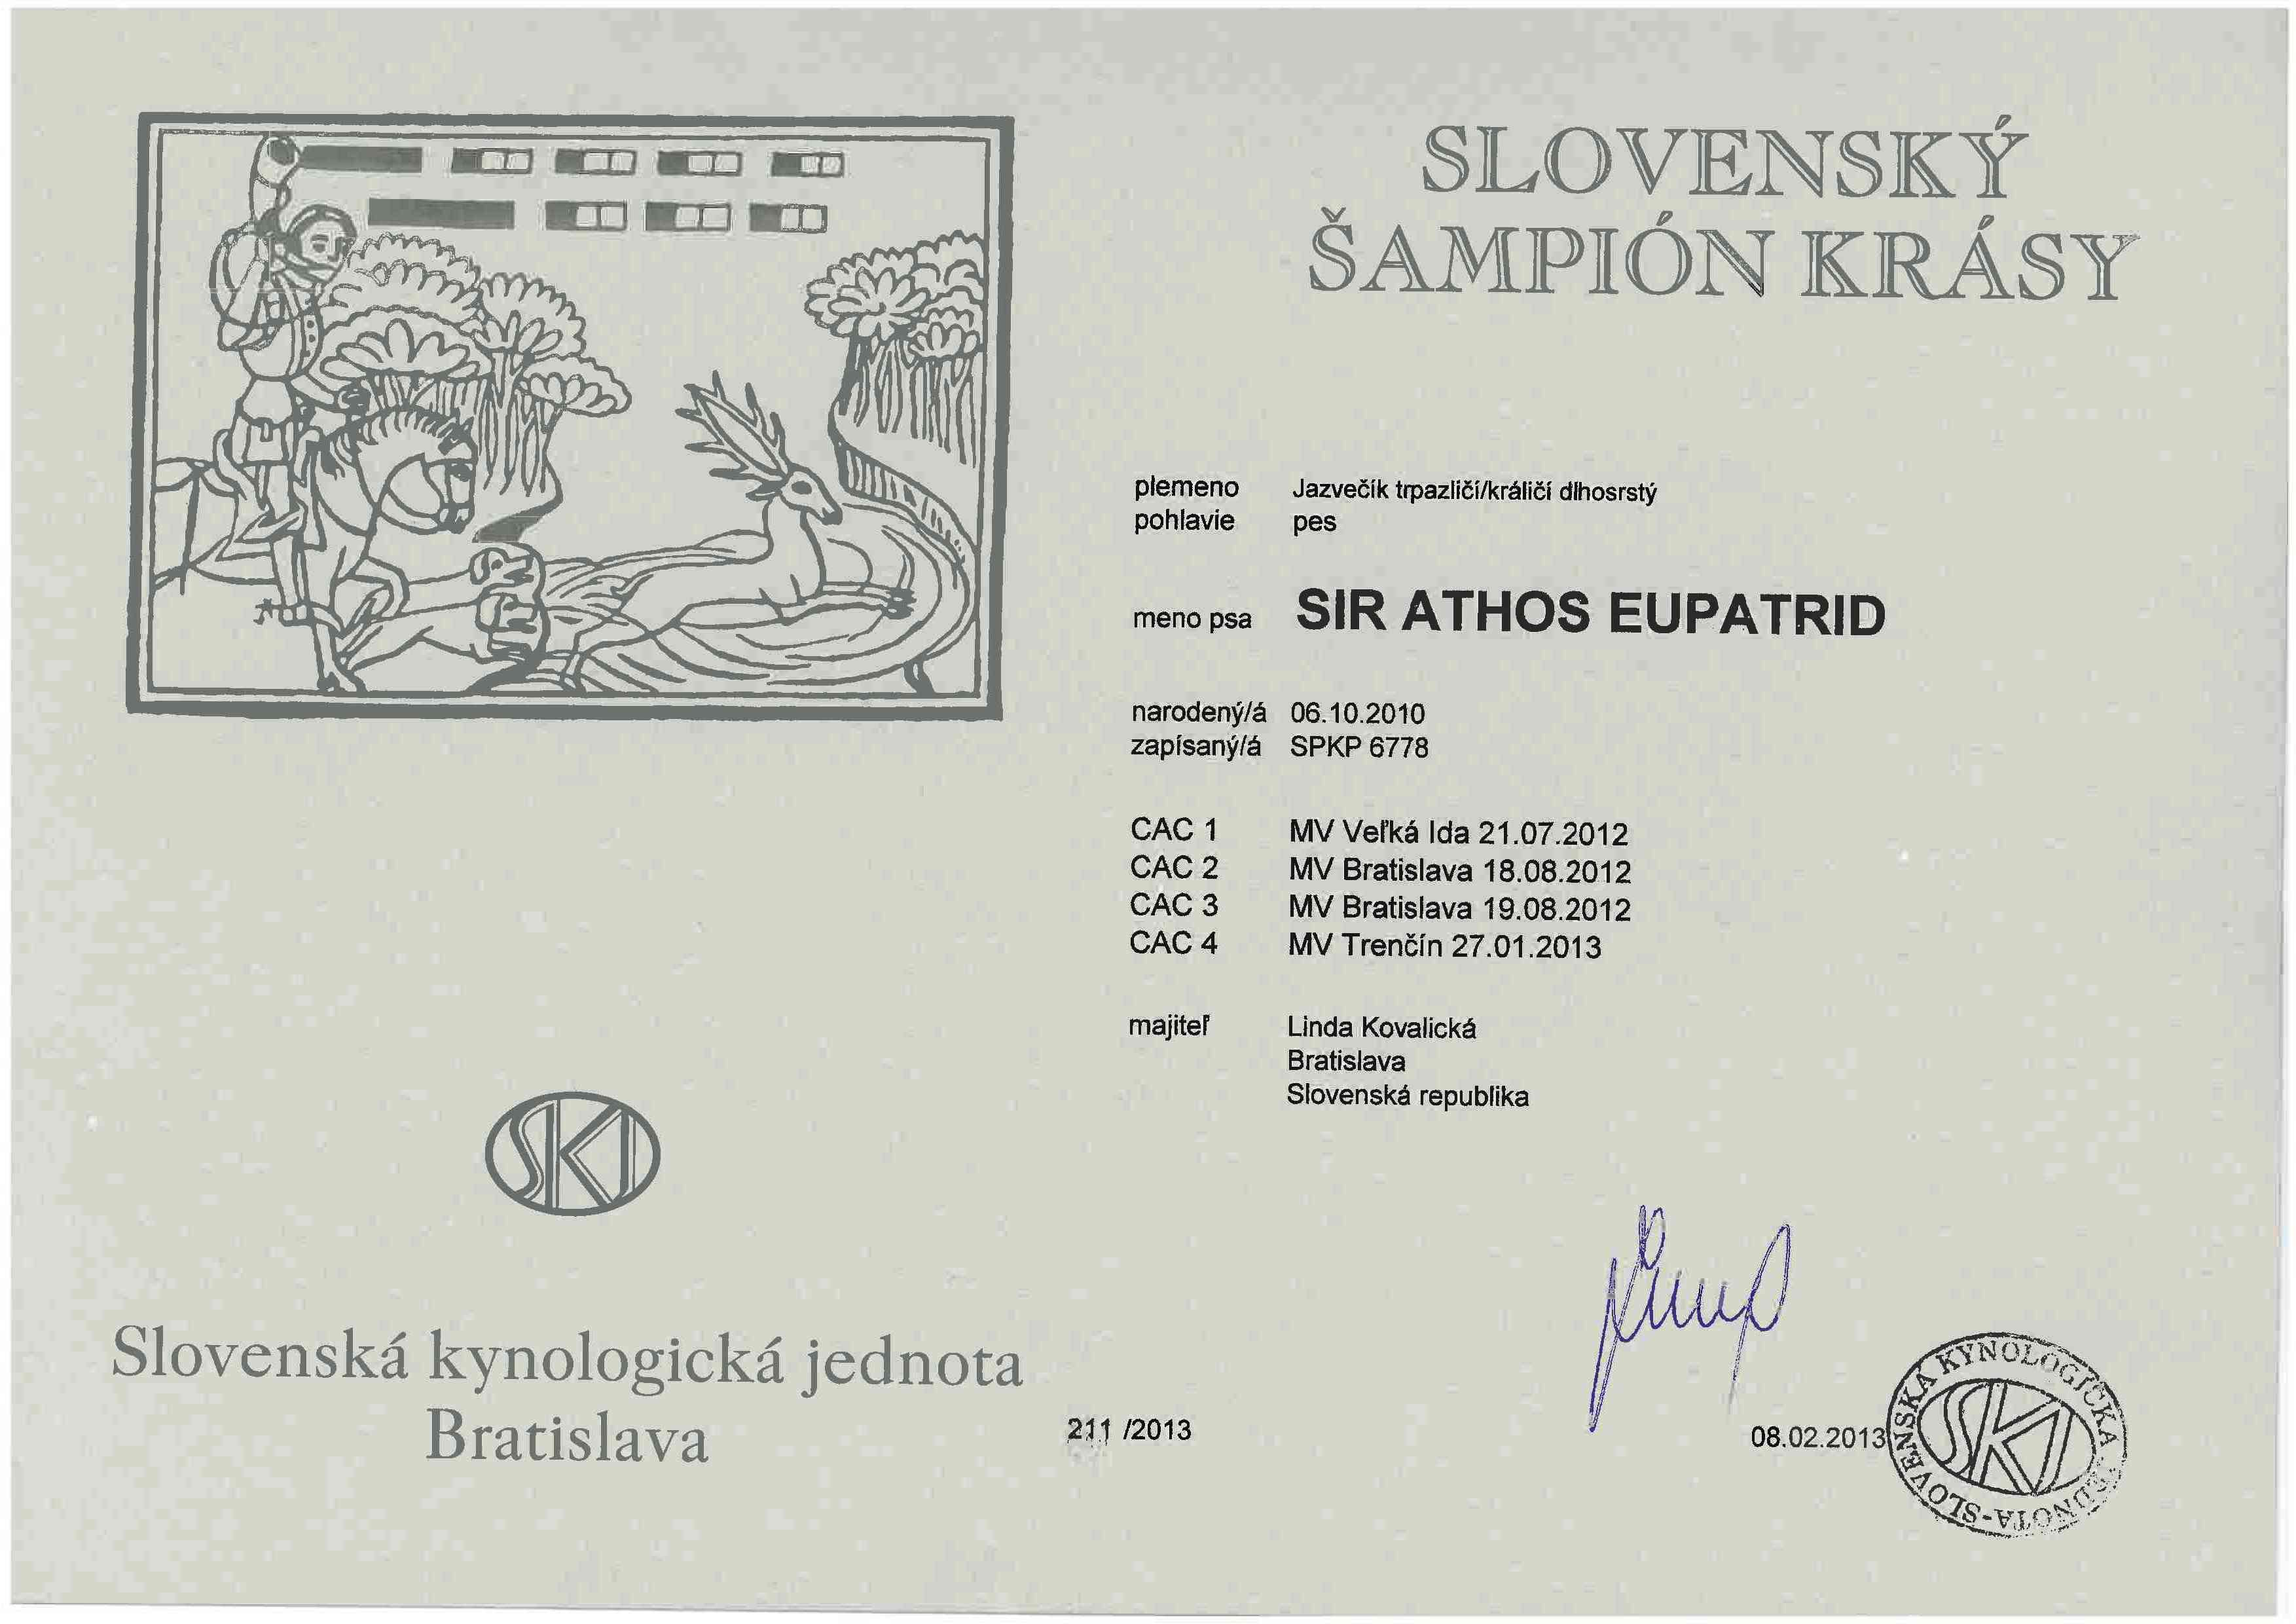 SLOVENSKÝ
ŠAMPIÓN KRÁSY
plemeno Jazvečík trpazličí/králičí dlhosrstý
pohlavie pes
meno psa SIR ATHOS EUPATRID
narodený/á 06.10.2010
zapísaný/á SPKP 6778
CAC 1 MV Veľká Ida 21.07.2012
CAC 2 MV Bratislava 18.08.2012
CAC 3 MV Bratislava 19.08.2012
CAC 4 MV Trenčín 27.01.2013
majiteľ Linda Kovalická
Bratislava
Slovenská republika
SKJ
Slovenská kynologická jednota
Bratislava
211 /2013
08.02.2013
SLOVENSKÁ KYNOLOGICKÁ JEDNOTA-
SKJ